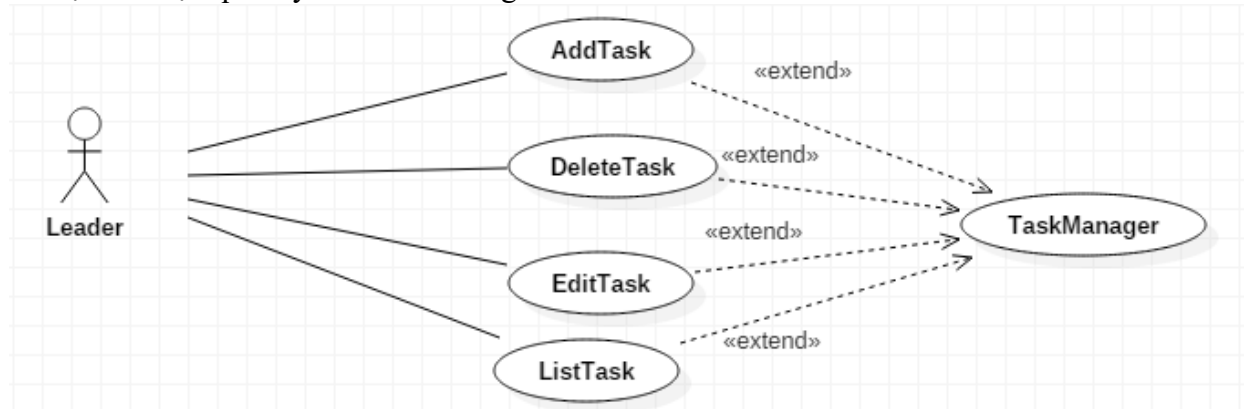 AddTask
«extend»
DeleteTask
«extend»
Leader
«extend»
TaskManager
EditTask
«extend»
ListTask